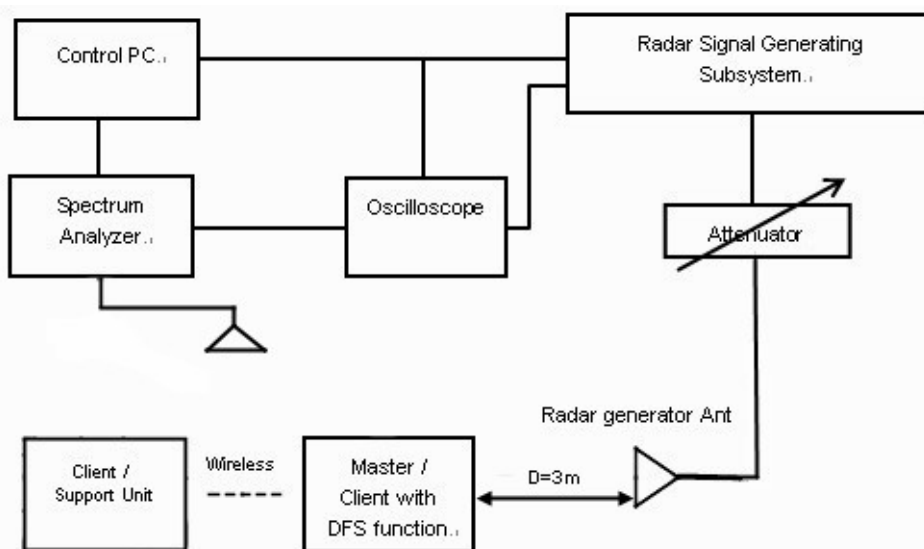 Control PC
Radar Signal Generating
Subsystem
Spectrum
Analyzer
Oscilloscope
Attenuator
Radar generator Ant
Client /
Support Unit
Wireless
Master /
Client with
DFS function
D=3m